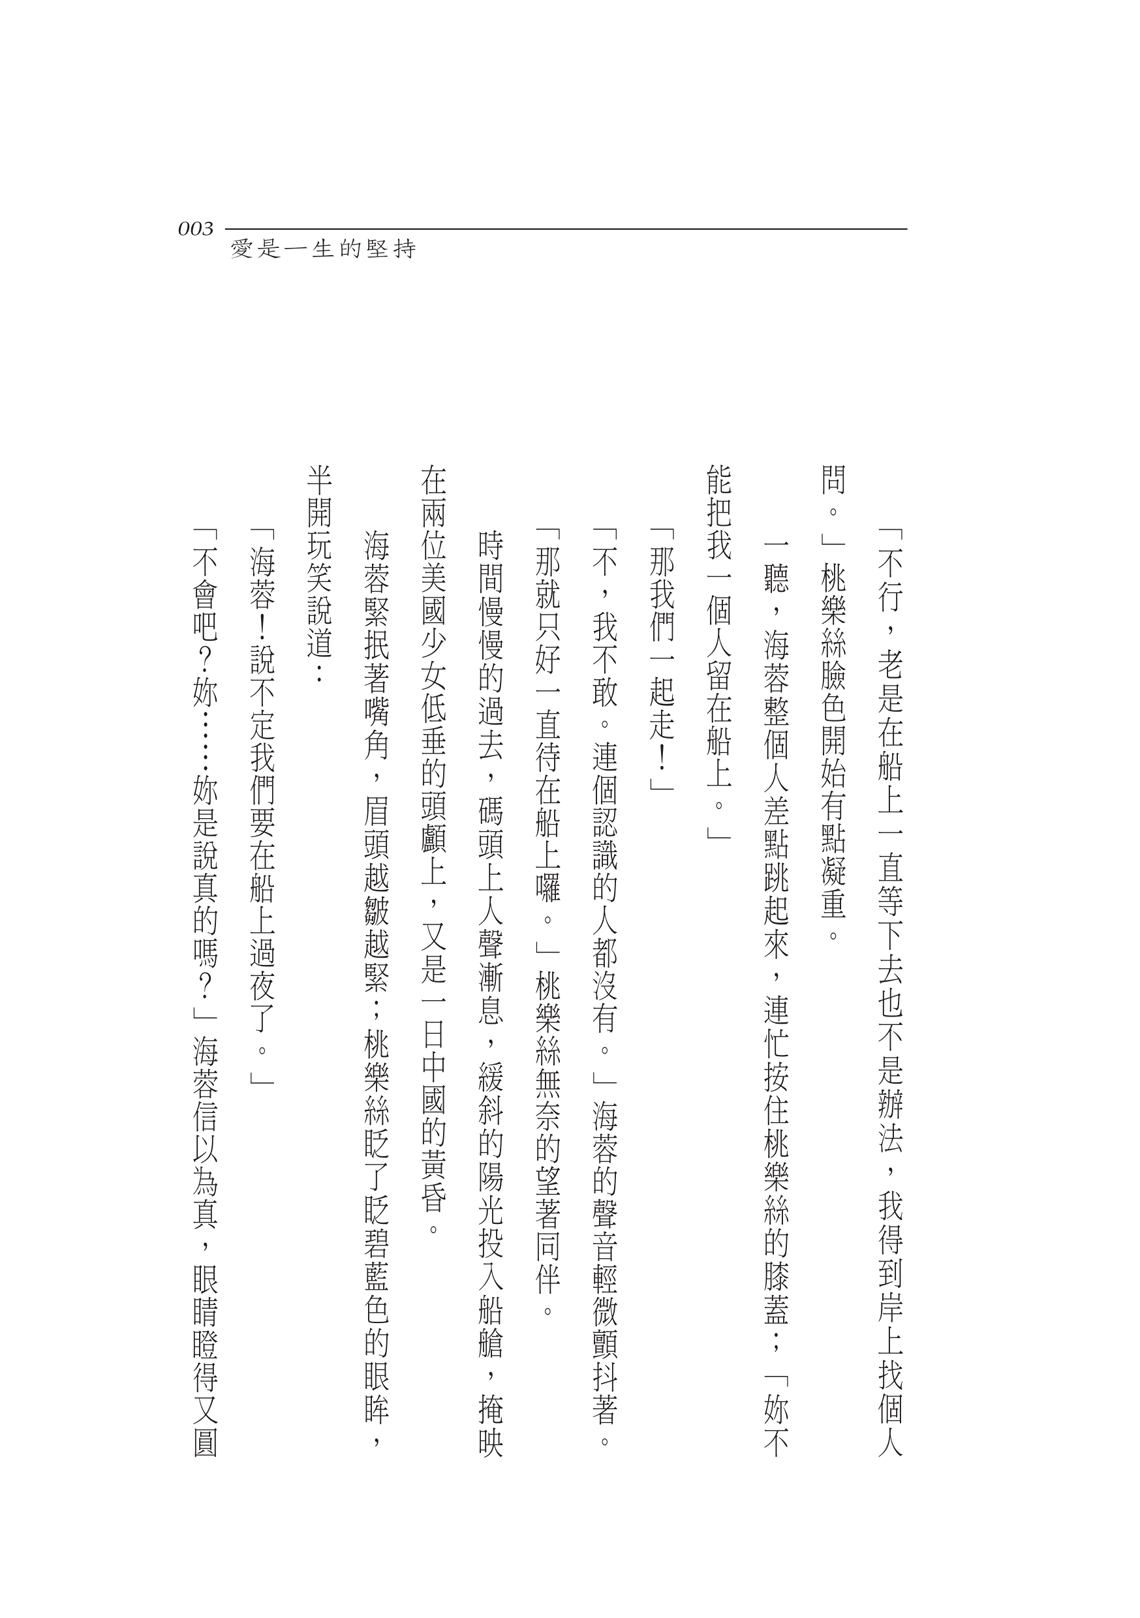 003
愛是一生的堅持
「不行，老是在船上一直等下去也不是辦法，我得到岸上找個人
問。」桃樂絲臉色開始有點凝重。
一聽，海蓉整個人差點跳起來，連忙按住桃樂絲的膝蓋；「妳不
能把我一個人留在船上。」
「那我們一起走！」
「不，我不敢。連個認識的人都沒有。」海蓉的聲音輕微顫抖著。
「那就只好一直待在船上囉。」桃樂絲無奈的望著同伴。
時間慢慢的過去，碼頭上人聲漸息，緩斜的陽光投入船艙，掩映
在兩位美國少女低垂的頭顱上，又是一日中國的黃昏。
海蓉緊抿著嘴角，眉頭越皺越緊；桃樂絲眨了眨碧藍色的眼眸，
半開玩笑說道：
「海蓉！說不定我們要在船上過夜了。」
「不會吧？妳……妳是說真的嗎？」海蓉信以為真，眼睛瞪得又圓